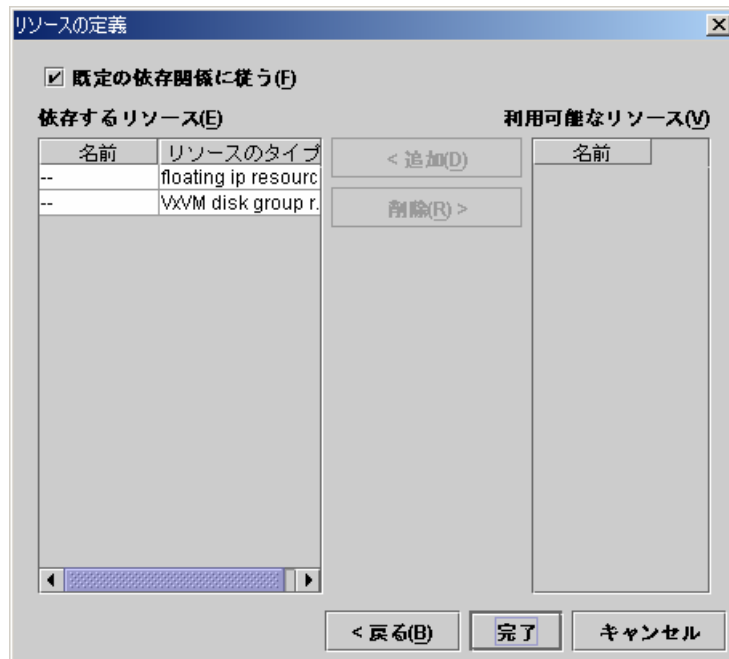 リソースの定義
既定の依存関係に従う(F)
依存するリソース(E)
利用可能なリソース(V)
名前 リソースのタイプ
-- floating ip resourc
-- VxVM disk group r.
< 追加(D)
削除(R) >
名前
< 戻る(B) 完了 キャンセル